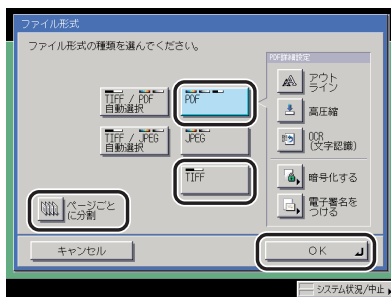 ファイル形式
ファイル形式の種類を選んでください。
PDF詳細設定
TIFF / PDF
自動選択
PDF
アウト
ライン
高圧縮
TIFF / JPEG
自動選択
JPEG
OCR
(文字認識)
TIFF
暗号化する
ページごと
に分割
電子署名を
つける
キャンセル
OK
システム状況/中止